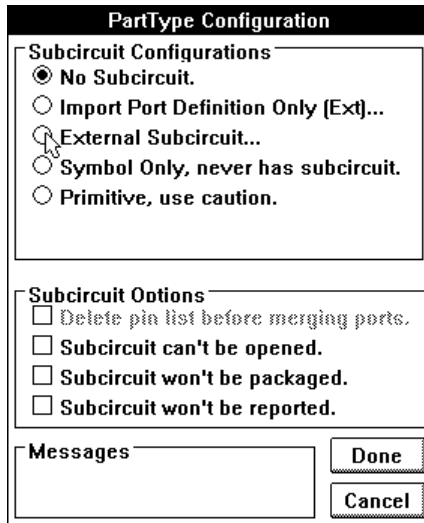 PartType Configuration
Subcircuit Configurations
No Subcircuit.
Import Port Definition Only (Ext)...
External Subcircuit...
Symbol Only, never has subcircuit.
Primitive, use caution.
Subcircuit Options
Delete pin list before merging ports.
Subcircuit can't be opened.
Subcircuit won't be packaged.
Subcircuit won't be reported.
Messages
Done
Cancel